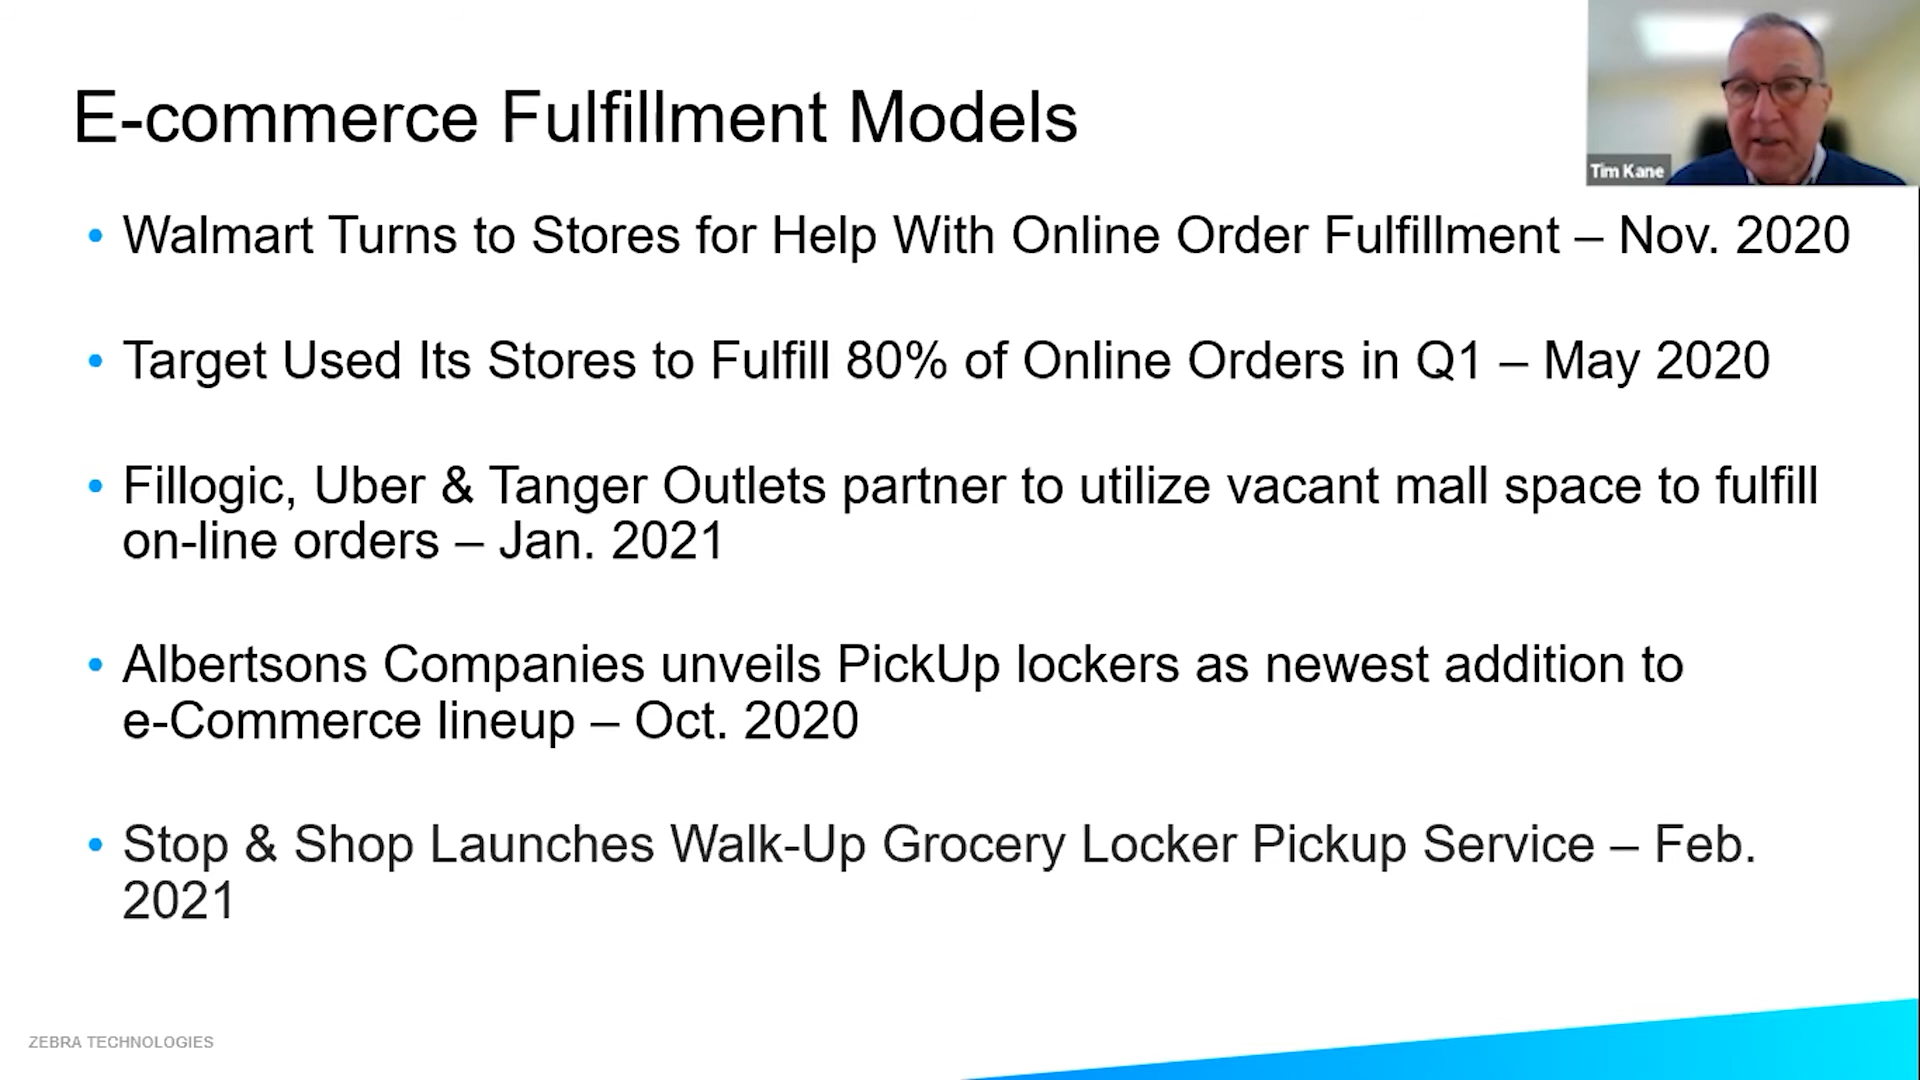 E-commerce Fulfillment Models
Tim Kane
• Walmart Turns to Stores for Help With Online Order Fulfillment – Nov. 2020
• Target Used Its Stores to Fulfill 80% of Online Orders in Q1 – May 2020
• Fillogic, Uber & Tanger Outlets partner to utilize vacant mall space to fulfill
on-line orders – Jan. 2021
• Albertsons Companies unveils PickUp lockers as newest addition to
e-Commerce lineup – Oct. 2020
• Stop & Shop Launches Walk-Up Grocery Locker Pickup Service – Feb.
2021
ZEBRA TECHNOLOGIES